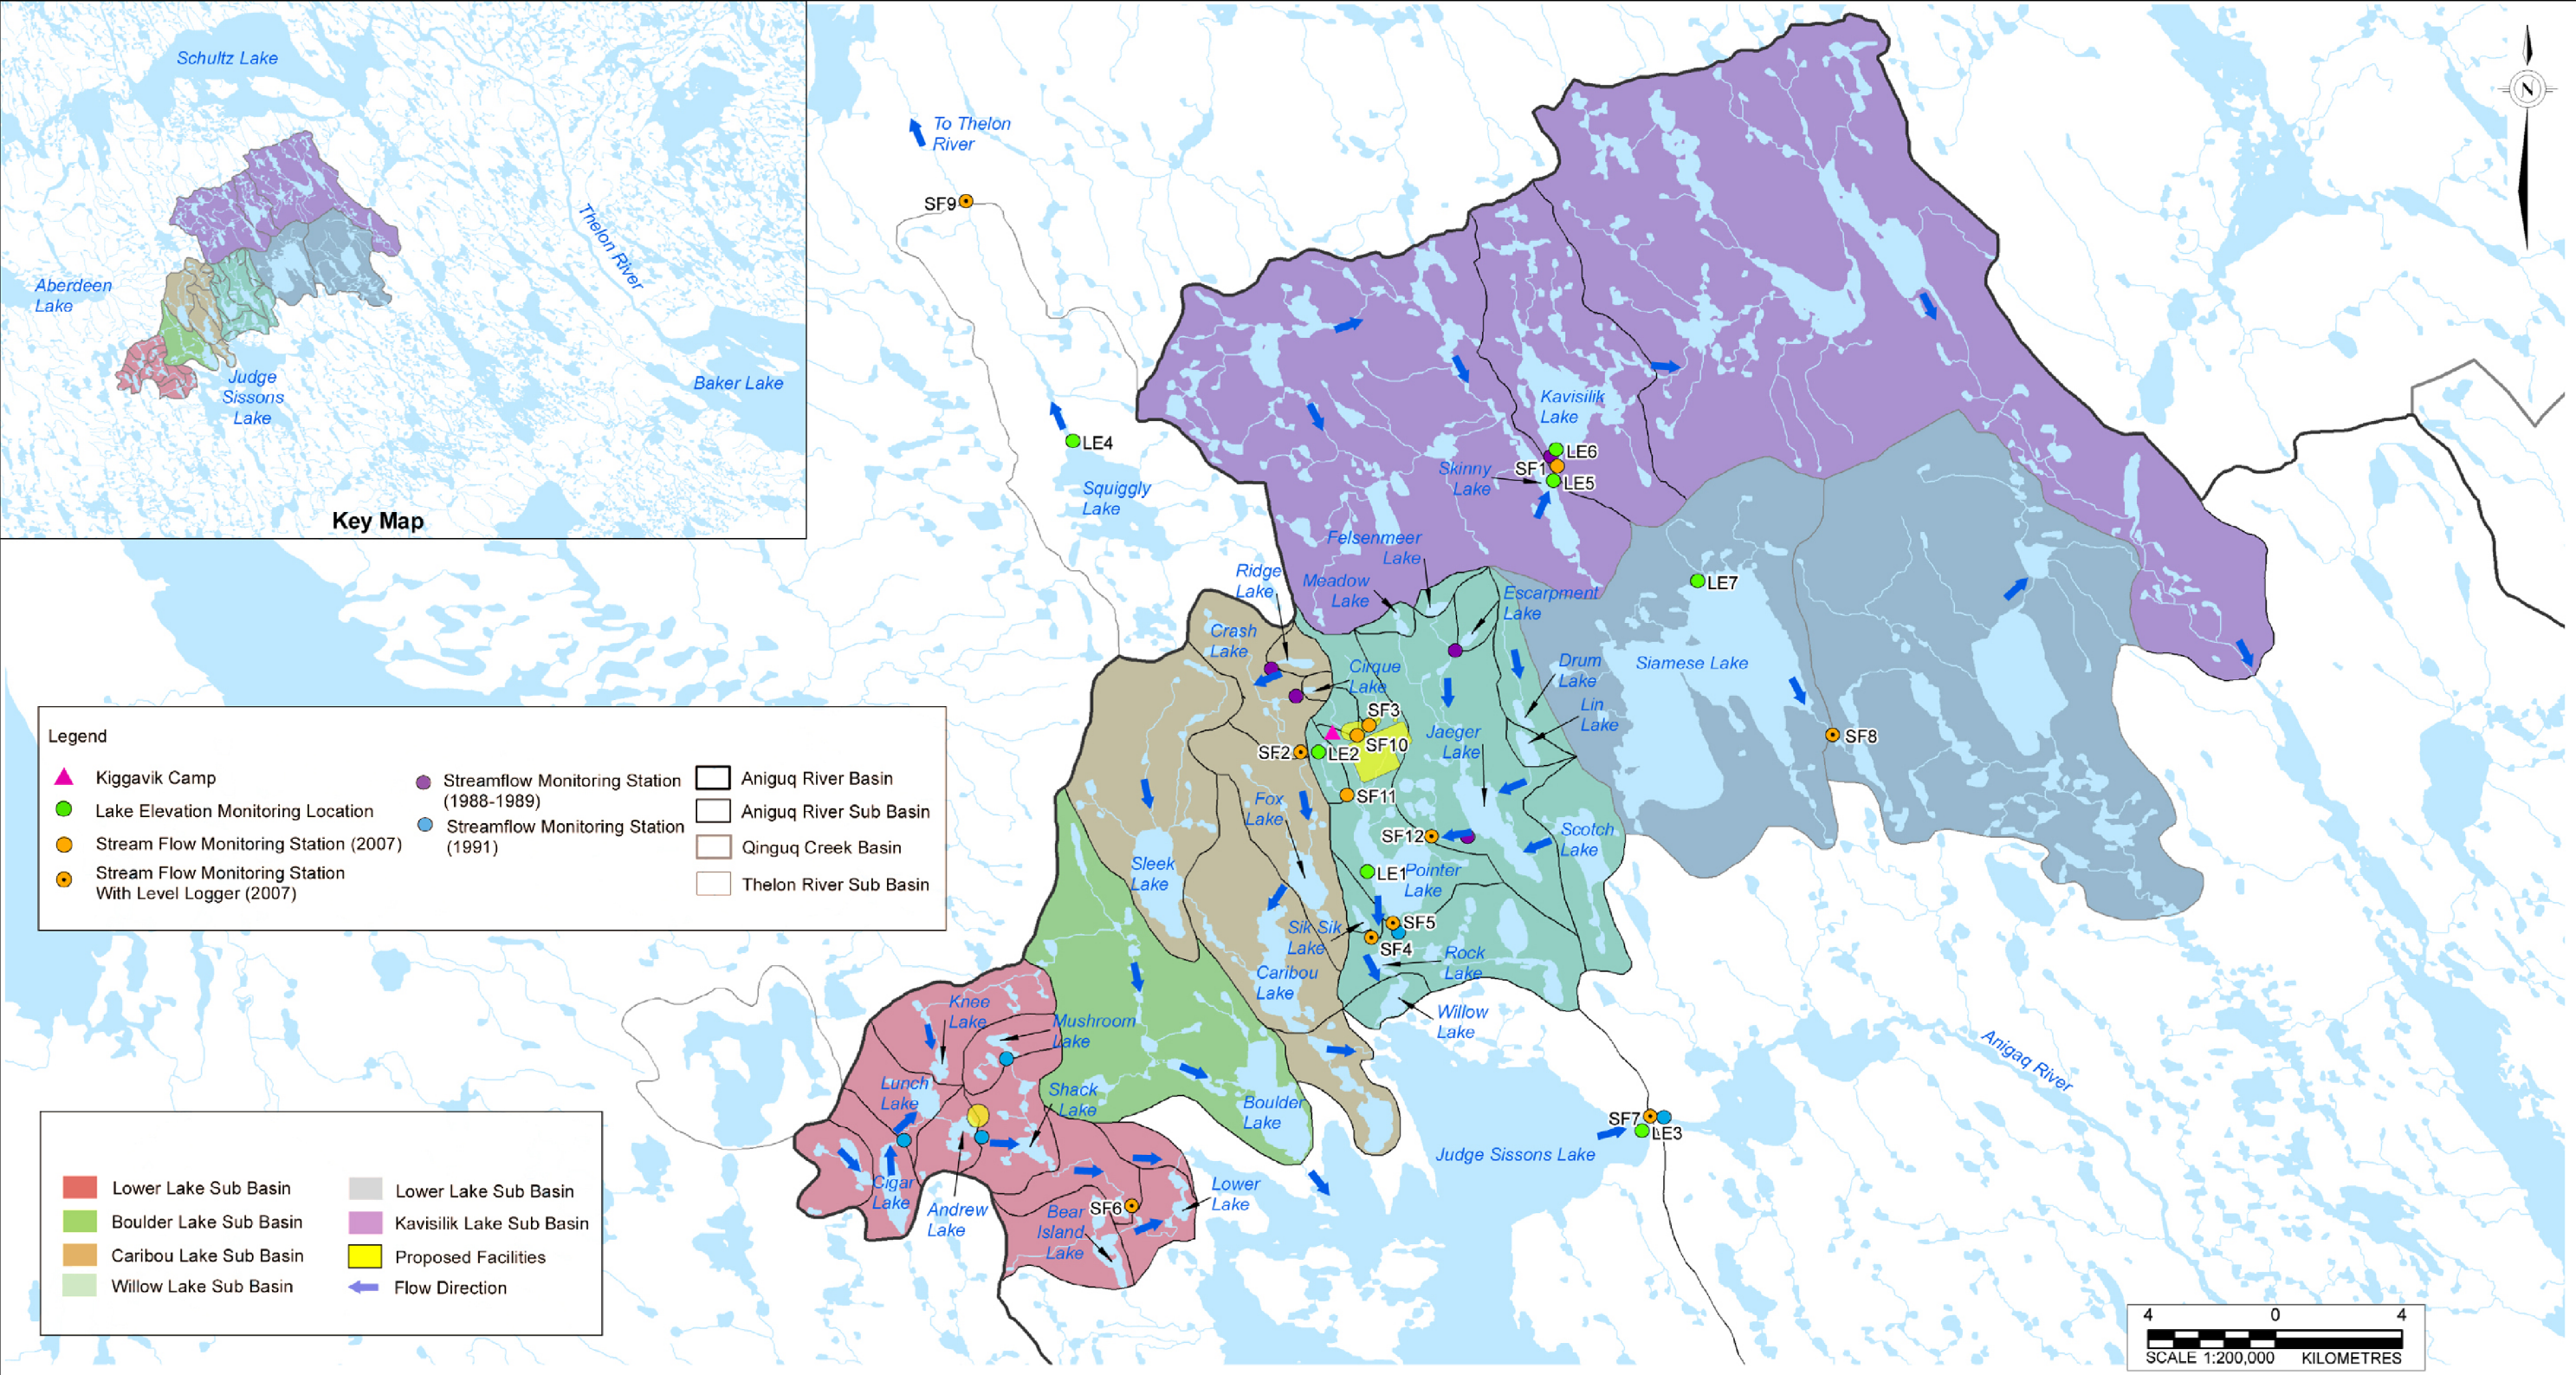 Schultz Lake
Thelon River
Aberdeen
Lake
Judge
Sissons
Lake
Baker Lake
Key Map
To Thelon
River
SF9
LE4
Squiggly
Lake
N
Kavisilik
Lake
LE6
SF1
LE5
Skinny
Lake
Felsenmeer
Lake
Ridge
Lake
Meadow
Lake
Escarpment
Lake
LE7
Crash
Lake
Cirque
Lake
Drum
Lake
Siamese Lake
Lin
Lake
SF3
SF10
Jaeger
Lake
SF2
LE2
SF8
SF11
Fox
Lake
SF12
Scotch
Lake
Sleek
Lake
LE1
Pointer
Lake
SF5
Sik Sik
Lake
SF4
Rock
Lake
Caribou
Lake
Willow
Lake
Knee
Lake
Mushroom
Lake
Lunch
Lake
Shack
Lake
Boulder
Lake
SF7
LE3
Judge Sissons Lake
Anigaq River
Cigar
Lake
Andrew
Lake
SF6
Bear
Island
Lake
Lower
Lake
Legend
Kiggavik Camp
Lake Elevation Monitoring Location
Stream Flow Monitoring Station (2007)
Stream Flow Monitoring Station
With Level Logger (2007)
Streamflow Monitoring Station
(1988-1989)
Streamflow Monitoring Station
(1991)
Aniguq River Basin
Aniguq River Sub Basin
Qinguq Creek Basin
Thelon River Sub Basin
Lower Lake Sub Basin
Boulder Lake Sub Basin
Caribou Lake Sub Basin
Willow Lake Sub Basin
Lower Lake Sub Basin
Kavisilik Lake Sub Basin
Proposed Facilities
Flow Direction
4 0 4
SCALE 1:200,000 KILOMETRES